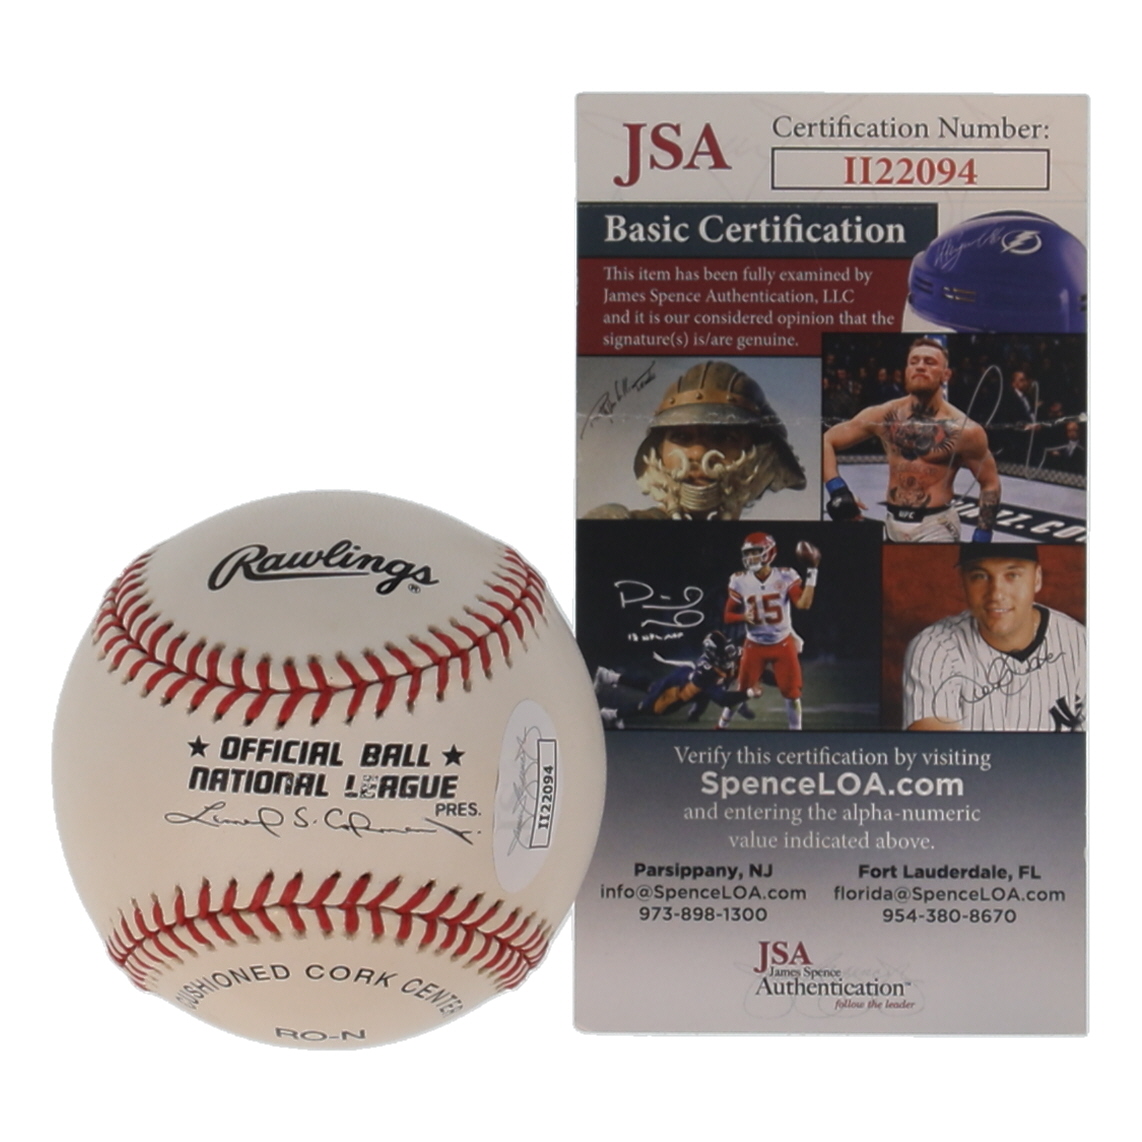 Rawlings®
★ OFFICIAL BALL ★
NATIONAL LEAGUE
PRES.
II22094
CUSHIONED CORK CENTER
RO-N
JSA
Certification Number:
II22094
Basic Certification
This item has been fully examined by
James Spence Authentication, LLC
and it is our considered opinion that the
signature(s) is/are genuine.
UFC
15
Verify this certification by visiting
SpenceLOA.com
and entering the alpha-numeric
value indicated above.
Parsippany, NJ
info@SpenceLOA.com
973-898-1300
Fort Lauderdale, FL
florida@SpenceLOA.com
954-380-8670
JSA
James Spence
Authentication™
follow the leader